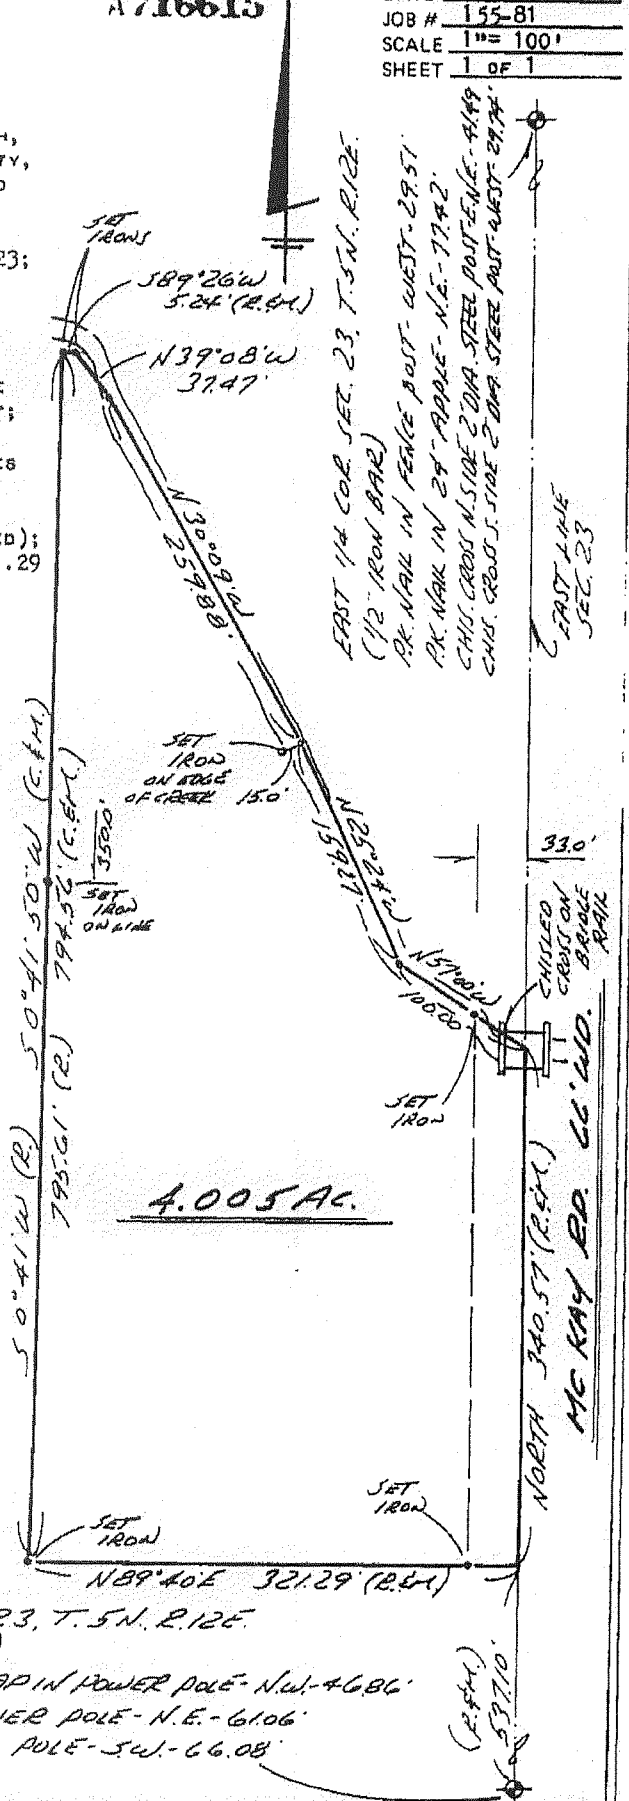 A716615
JOB # 155-81
SCALE 1"= 100'
SHEET 1 OF 1
23;
.29
SET
IRONS
S89°26'W
5.24' (R.&M.)
N39°08'W
37.47'
N30°09'W
259.88'
EAST 1/4 COR. SEC. 23, T.5N. R.12E.
(1/2" IRON BAR)
P.K. NAIL IN FENCE POST - WEST - 29.51'
P.K. NAIL IN 24" APPLE - N.E. - 77.42'
CHIS. CROSS N. SIDE 2" DIA. STEEL POST - E.N.E. - 41.49'
CHIS. CROSS S. SIDE 2" DIA. STEEL POST - WEST - 29.74'
EAST LINE
SEC. 23
SET
IRON
ON EDGE
OF CREEK 15.0'
S 0°41'50"W (C.&M.)
794.56' (C.&M.)
350.0'
SET
IRON
ON LINE
33.0'
N57°00'W
100.00'
CHISLED
CROSS ON
BRIDGE
RAIL
SET
IRON
S 0°41'W (R.)
795.61' (R.)
4.005 AC.
NORTH 340.57' (R.&M.)
MC KAY RD. 66' WD.
SET
IRON
SET
IRON
N89°40'E 321.29' (R.&M.)
23, T.5N. R.12E.
IN POWER POLE - N.W. - 46.86'
POLE - N.E. - 61.06'
POLE - S.W. - 66.08'
(R.&M.)
537.10'